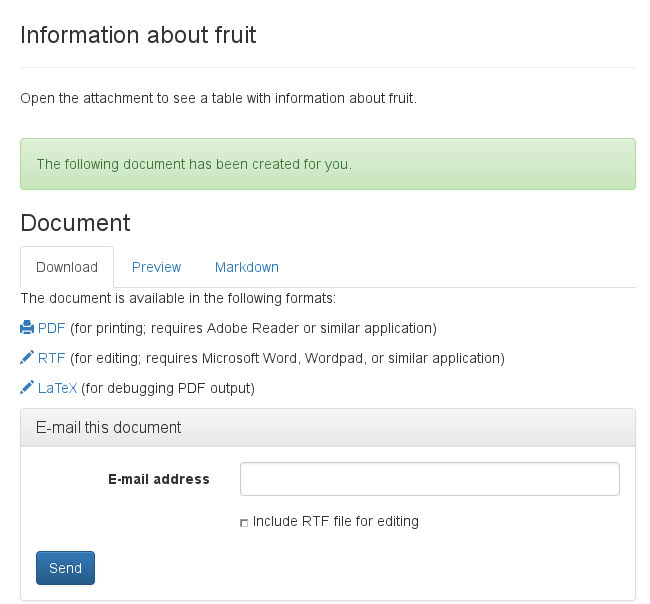 Information about fruit
Open the attachment to see a table with information about fruit.
The following document has been created for you.
Document
Download Preview Markdown
The document is available in the following formats:
PDF (for printing; requires Adobe Reader or similar application)
RTF (for editing; requires Microsoft Word, Wordpad, or similar application)
LaTeX (for debugging PDF output)
E-mail this document
E-mail address
Include RTF file for editing
Send